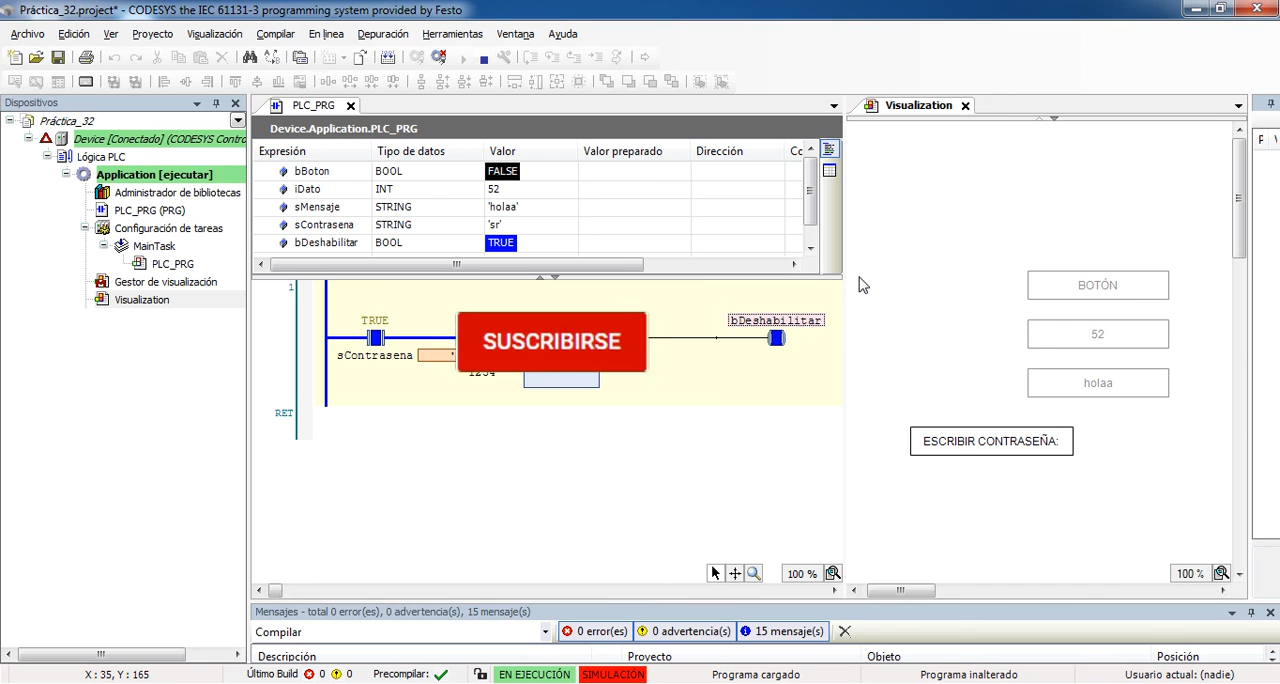 Práctica_32.project* - CODESYS the IEC 61131-3 programming system provided by Festo
Archivo Edición Ver Proyecto Visualización Compilar En línea Depuración Herramientas Ventana Ayuda
Dispositivos
Práctica_32
Device [Conectado] (CODESYS Contro
Lógica PLC
Application [ejecutar]
Administrador de bibliotecas
PLC_PRG (PRG)
Configuración de tareas
MainTask
PLC_PRG
Gestor de visualización
Visualization
PLC_PRG
Device.Application.PLC_PRG
Expresión Tipo de datos Valor Valor preparado Dirección Co
bBoton BOOL FALSE
iDato INT 52
sMensaje STRING 'holaa'
sContrasena STRING 'sr'
bDeshabilitar BOOL TRUE
1
TRUE
sContrasena '
SUSCRIBIRSE
bDeshabilitar
RET
100 %
Visualization
BOTÓN
52
holaa
ESCRIBIR CONTRASEÑA:
100 %
Mensajes - total 0 error(es), 0 advertencia(s), 15 mensaje(s)
Compilar 0 error(es) 0 advertencia(s) 15 mensaje(s)
Descripción Proyecto Objeto Posición
X: 35, Y: 165 Último Build 0 0 Precompilar: EN EJECUCIÓN SIMULACIÓN Programa cargado Programa inalterado Usuario actual: (nadie)